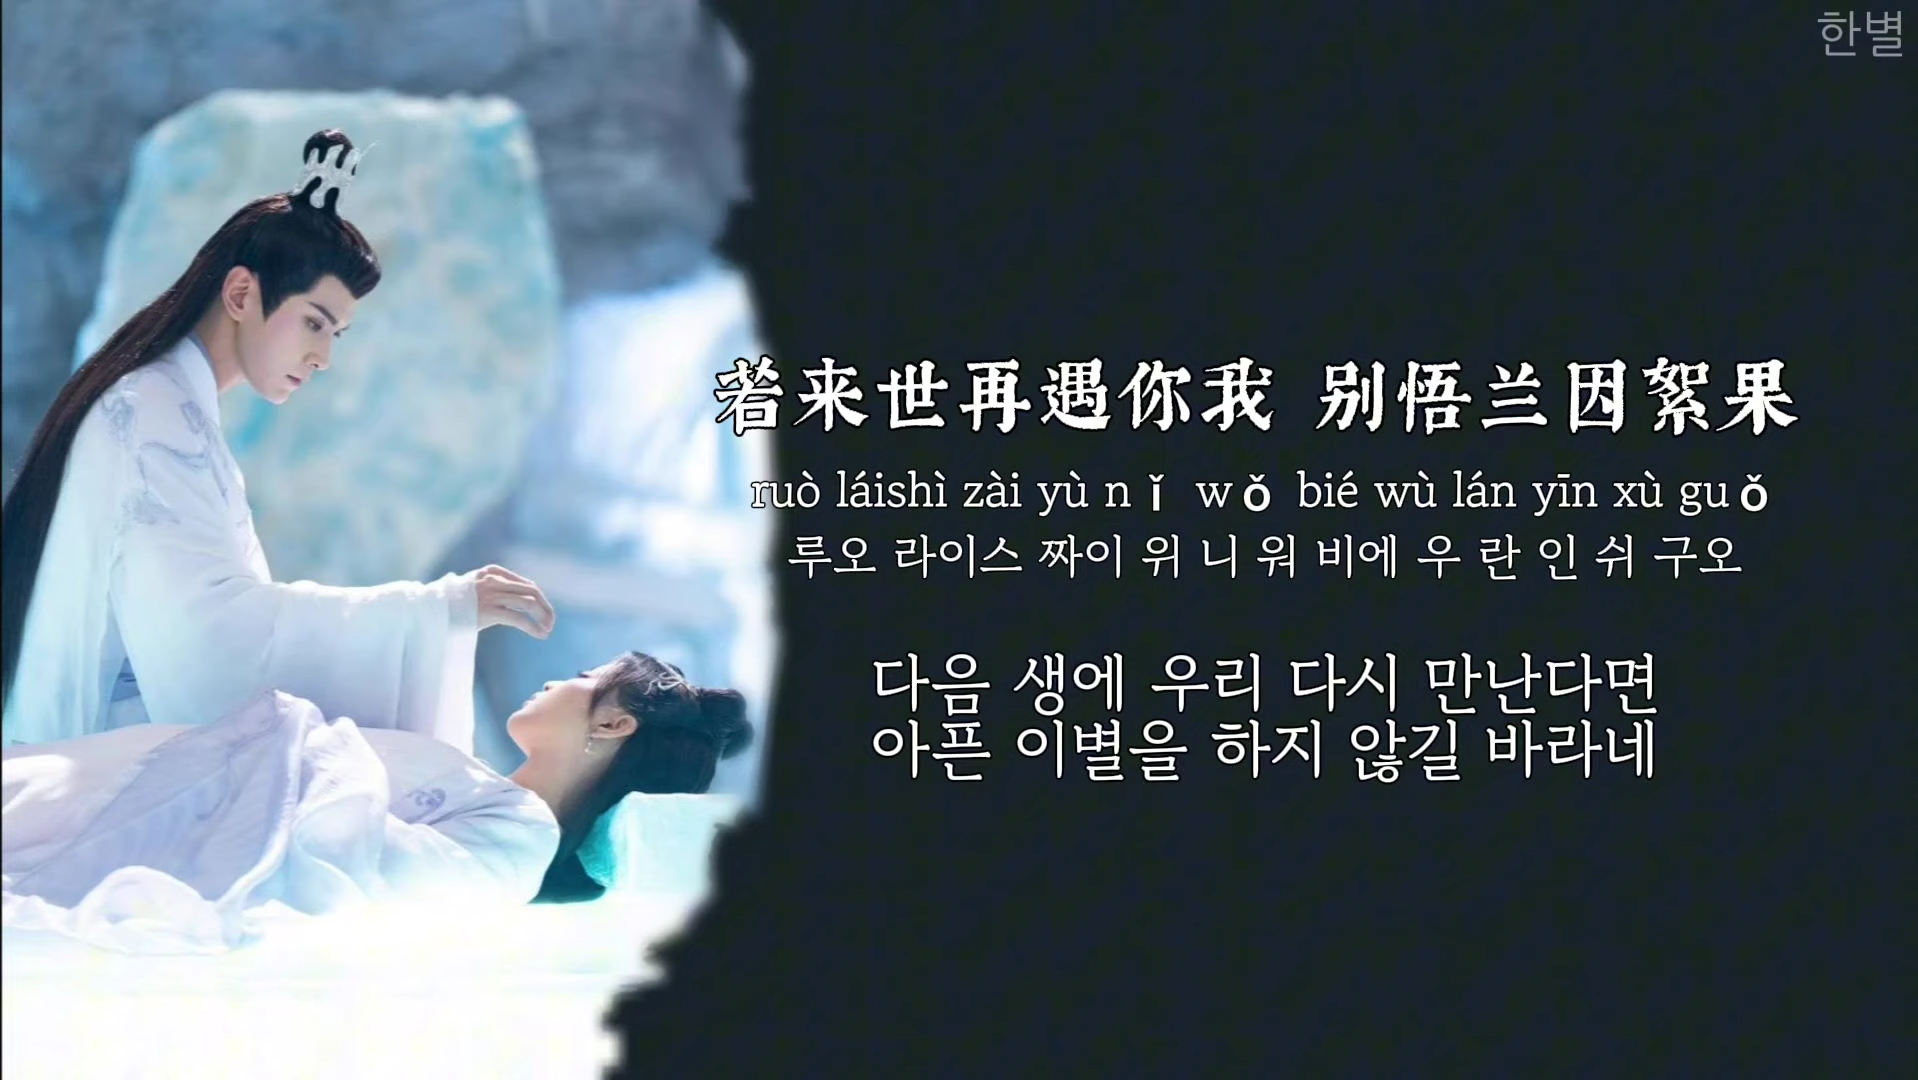 한별
若来世再遇你我 别悟兰因絮果
ruò láishì zài yù nǐ wǒ bié wù lán yīn xù guǒ
루오 라이스 짜이 위 니 워 비에 우 란 인 쉬 구오
다음 생에 우리 다시 만난다면
아픈 이별을 하지 않길 바라네